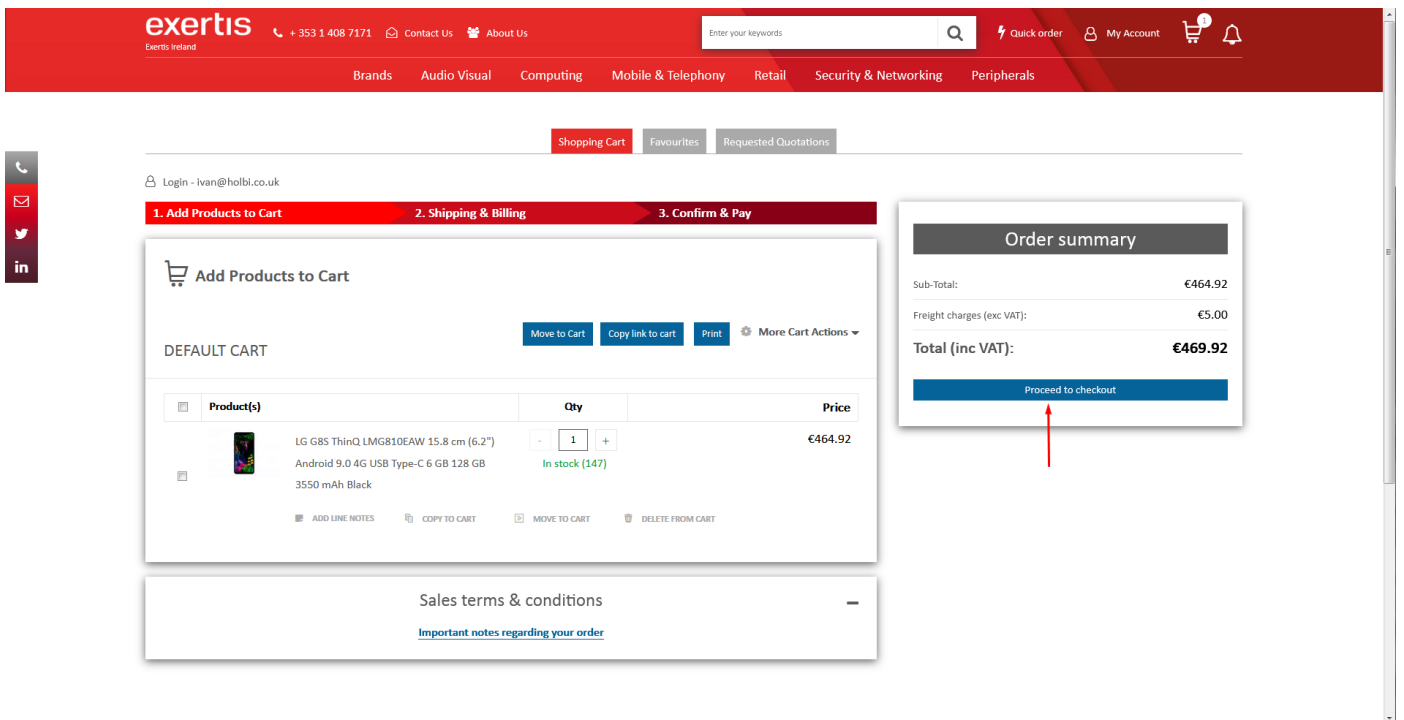 exertis
Exertis Ireland
+ 353 1 408 7171 Contact Us About Us
Enter your keywords
Quick order My Account 1
Brands Audio Visual Computing Mobile & Telephony Retail Security & Networking Peripherals
Shopping Cart Favourites Requested Quotations
Login - ivan@holbi.co.uk
in
1. Add Products to Cart 2. Shipping & Billing 3. Confirm & Pay
Add Products to Cart
Move to Cart Copy link to cart Print More Cart Actions
DEFAULT CART
Product(s) Qty Price
LG G8S ThinQ LMG810EAW 15.8 cm (6.2") - 1 + €464.92
Android 9.0 4G USB Type-C 6 GB 128 GB In stock (147)
3550 mAh Black
ADD LINE NOTES COPY TO CART MOVE TO CART DELETE FROM CART
Sales terms & conditions
Important notes regarding your order
Order summary
Sub-Total: €464.92
Freight charges (exc VAT): €5.00
Total (inc VAT): €469.92
Proceed to checkout